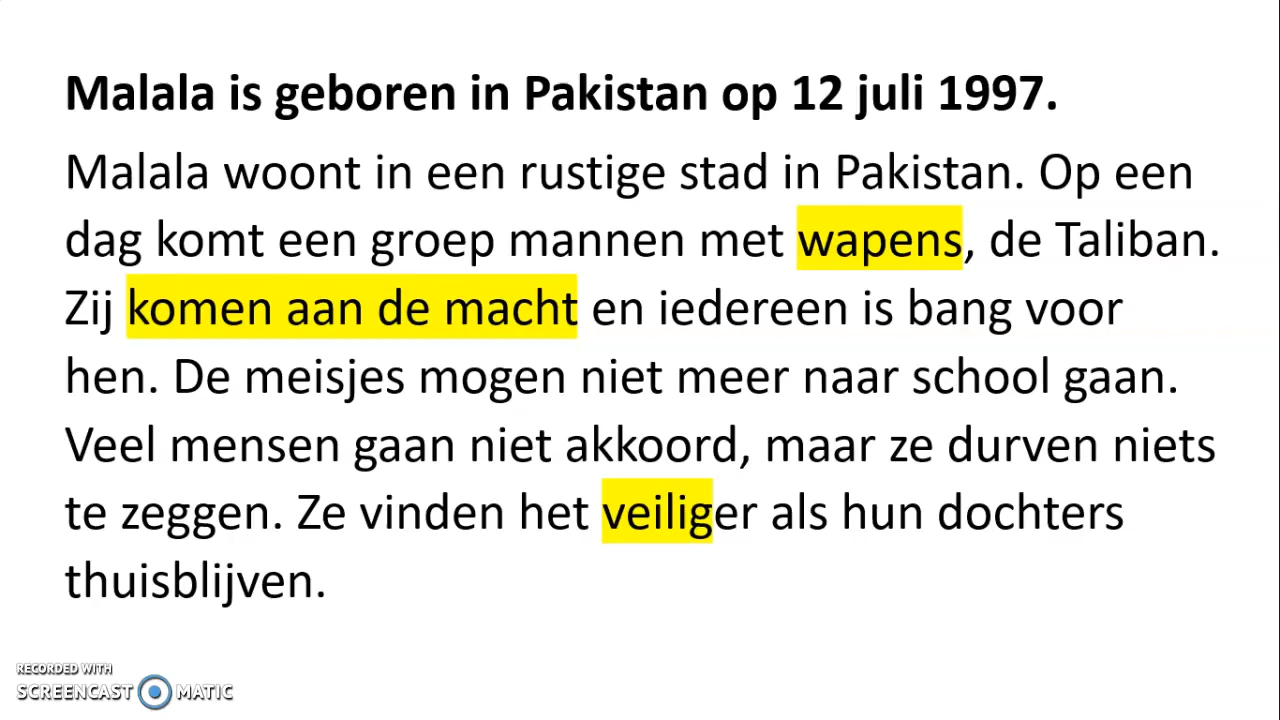 Malala is geboren in Pakistan op 12 juli 1997.
Malala woont in een rustige stad in Pakistan. Op een
dag komt een groep mannen met wapens, de Taliban.
Zij komen aan de macht en iedereen is bang voor
hen. De meisjes mogen niet meer naar school gaan.
Veel mensen gaan niet akkoord, maar ze durven niets
te zeggen. Ze vinden het veiliger als hun dochters
thuisblijven.
RECORDED WITH
SCREENCAST MATIC